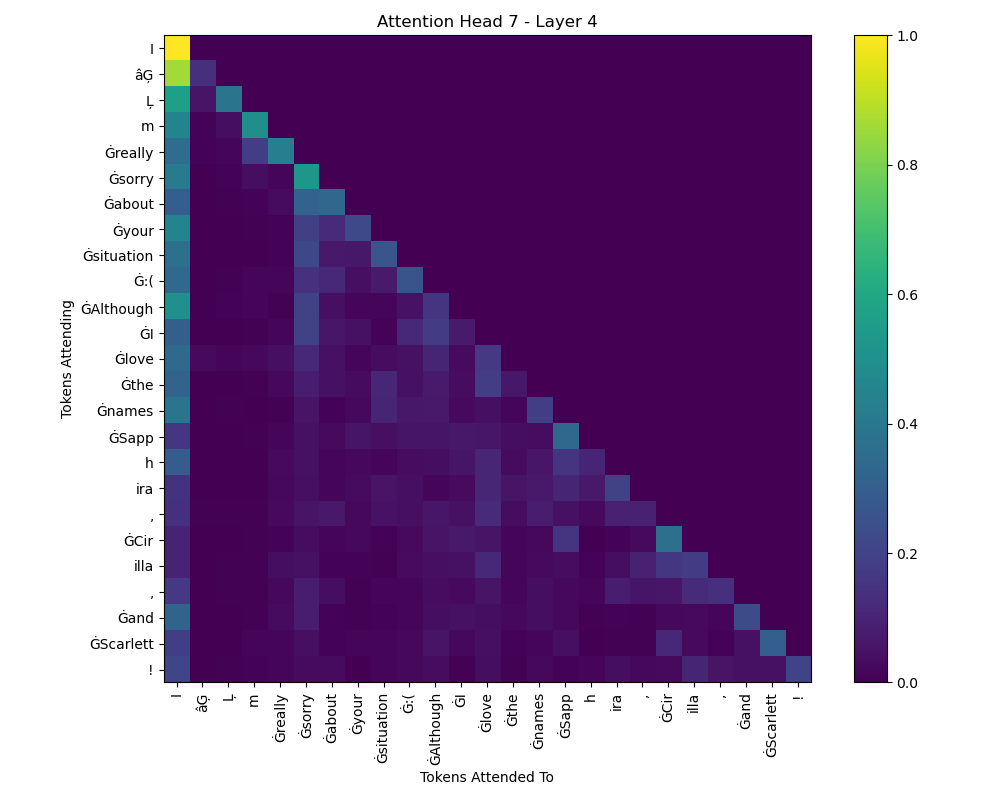 Attention Head 7 - Layer 4
Tokens Attending
I
âĢ
Ļ
m
Ġreally
Ġsorry
Ġabout
Ġyour
Ġsituation
Ġ:(
ĠAlthough
ĠI
Ġlove
Ġthe
Ġnames
ĠSapp
h
ira
,
ĠCir
illa
,
Ġand
ĠScarlett
!
I
âĢ
Ļ
m
Ġreally
Ġsorry
Ġabout
Ġyour
Ġsituation
Ġ:(
ĠAlthough
ĠI
Ġlove
Ġthe
Ġnames
ĠSapp
h
ira
,
ĠCir
illa
,
Ġand
ĠScarlett
!
Tokens Attended To
1.0
0.8
0.6
0.4
0.2
0.0